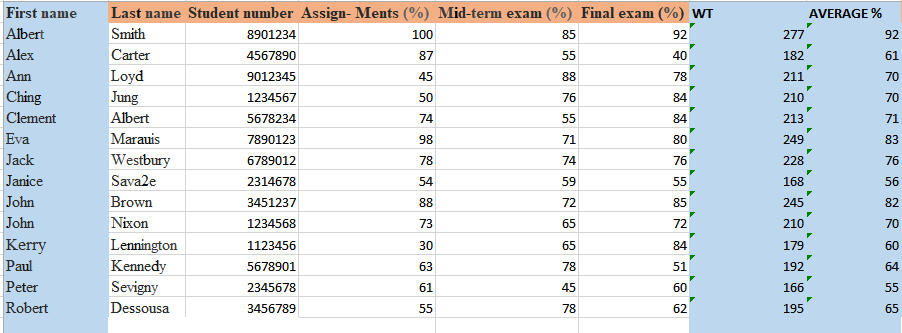 First name Last name Student number Assign- Ments (%) Mid-term exam (%) Final exam (%) WT AVERAGE %
Albert Smith 8901234 100 85 92 277 92
Alex Carter 4567890 87 55 40 182 61
Ann Loyd 9012345 45 88 78 211 70
Ching Jung 1234567 50 76 84 210 70
Clement Albert 5678234 74 55 84 213 71
Eva Marauis 7890123 98 71 80 249 83
Jack Westbury 6789012 78 74 76 228 76
Janice Sava2e 2314678 54 59 55 168 56
John Brown 3451237 88 72 85 245 82
John Nixon 1234568 73 65 72 210 70
Kerry Lennington 1123456 30 65 84 179 60
Paul Kennedy 5678901 63 78 51 192 64
Peter Sevigny 2345678 61 45 60 166 55
Robert Dessousa 3456789 55 78 62 195 65